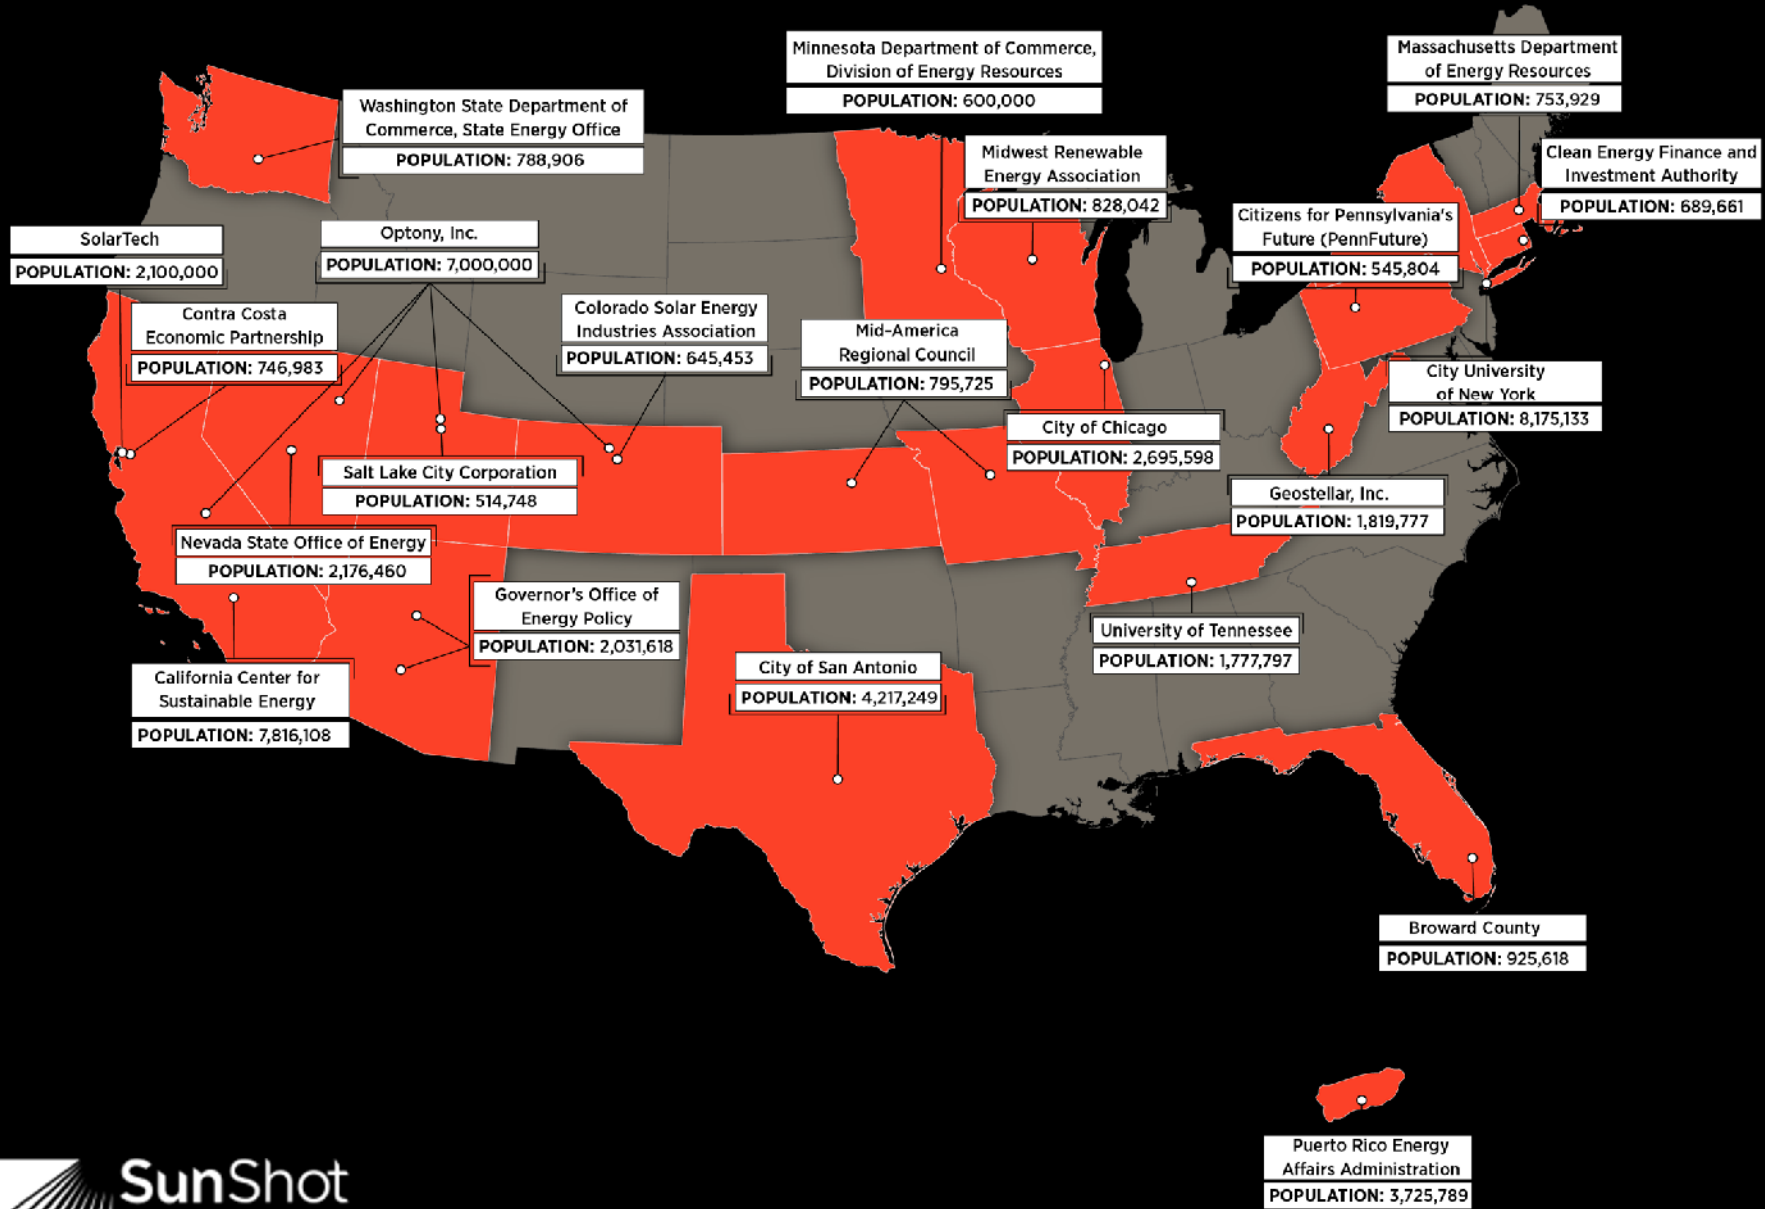 Minnesota Department of Commerce,
Division of Energy Resources
POPULATION: 600,000
Massachusetts Department
of Energy Resources
POPULATION: 753,929
Washington State Department of
Commerce, State Energy Office
POPULATION: 788,906
Midwest Renewable
Energy Association
POPULATION: 828,042
Clean Energy Finance and
Investment Authority
POPULATION: 689,661
Citizens for Pennsylvania's
Future (PennFuture)
POPULATION: 545,804
SolarTech
POPULATION: 2,100,000
Optony, Inc.
POPULATION: 7,000,000
Contra Costa
Economic Partnership
POPULATION: 746,983
Colorado Solar Energy
Industries Association
POPULATION: 645,453
Mid-America
Regional Council
POPULATION: 795,725
City University
of New York
POPULATION: 8,175,133
City of Chicago
POPULATION: 2,695,598
Salt Lake City Corporation
POPULATION: 514,748
Geostellar, Inc.
POPULATION: 1,819,777
Nevada State Office of Energy
POPULATION: 2,176,460
Governor's Office of
Energy Policy
POPULATION: 2,031,618
University of Tennessee
POPULATION: 1,777,797
City of San Antonio
POPULATION: 4,217,249
California Center for
Sustainable Energy
POPULATION: 7,816,108
Broward County
POPULATION: 925,618
Puerto Rico Energy
Affairs Administration
POPULATION: 3,725,789
SunShot